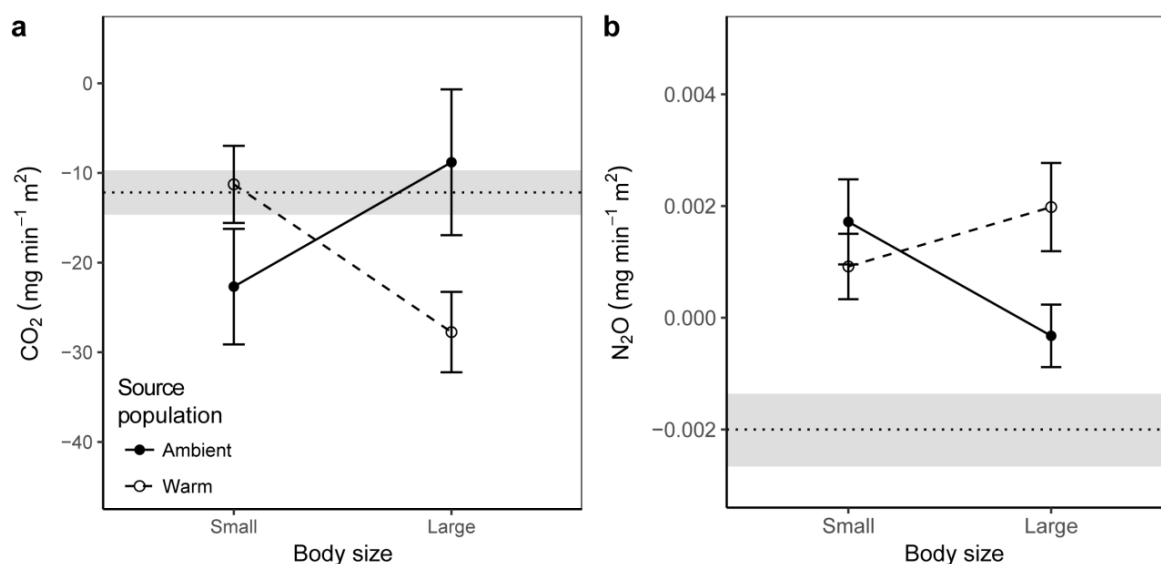 a
CO₂ (mg min⁻¹ m²)
0
−10
−20
−30
−40
Source
population
Ambient
Warm
Small
Large
Body size
b
N₂O (mg min⁻¹ m²)
0.004
0.002
0.000
−0.002
Small
Large
Body size